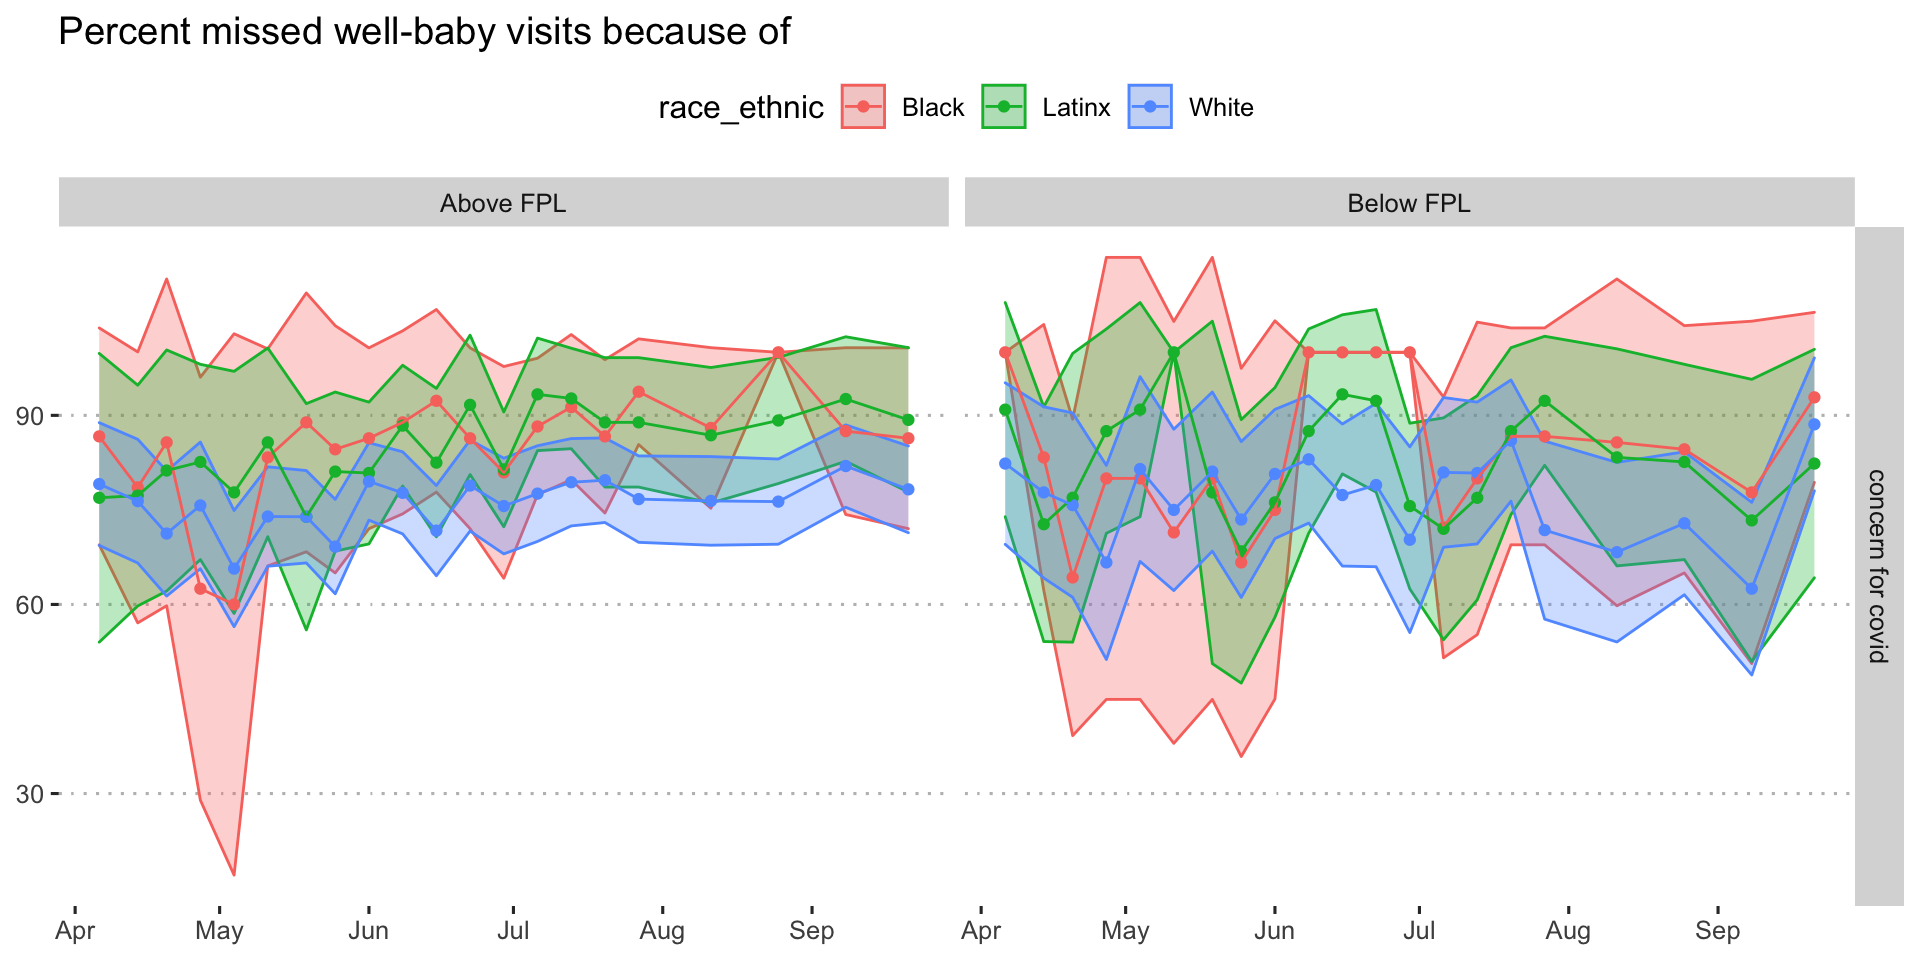 Percent missed well-baby visits because of
race_ethnic Black Latinx White
Above FPL Below FPL
90
60
30
concern for covid
Apr May Jun Jul Aug Sep Apr May Jun Jul Aug Sep